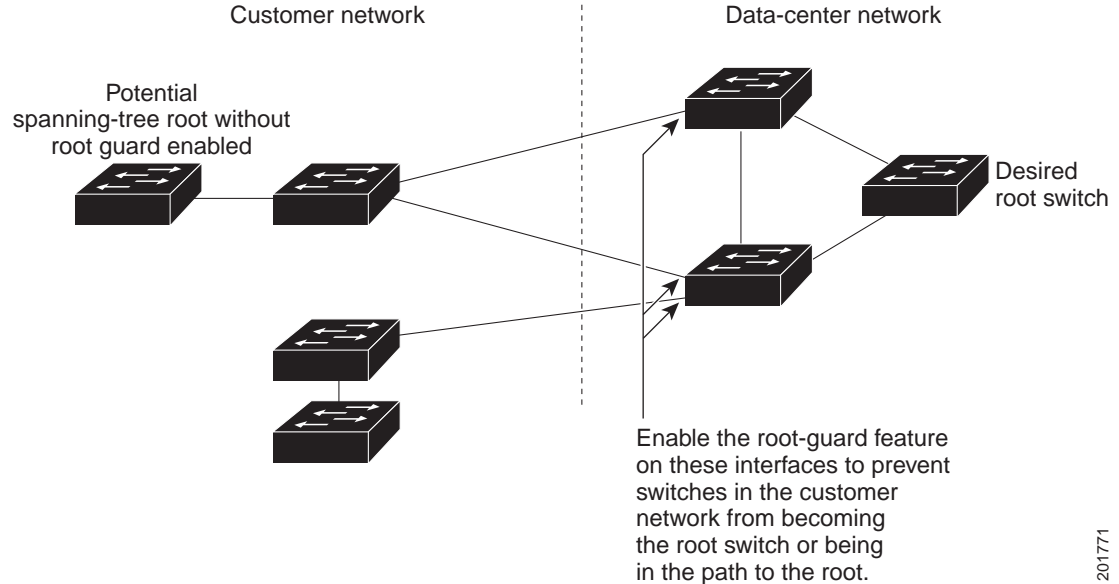 Customer network
Data-center network
Potential
spanning-tree root without
root guard enabled
Desired
root switch
Enable the root-guard feature
on these interfaces to prevent
switches in the customer
network from becoming
the root switch or being
in the path to the root.
201771